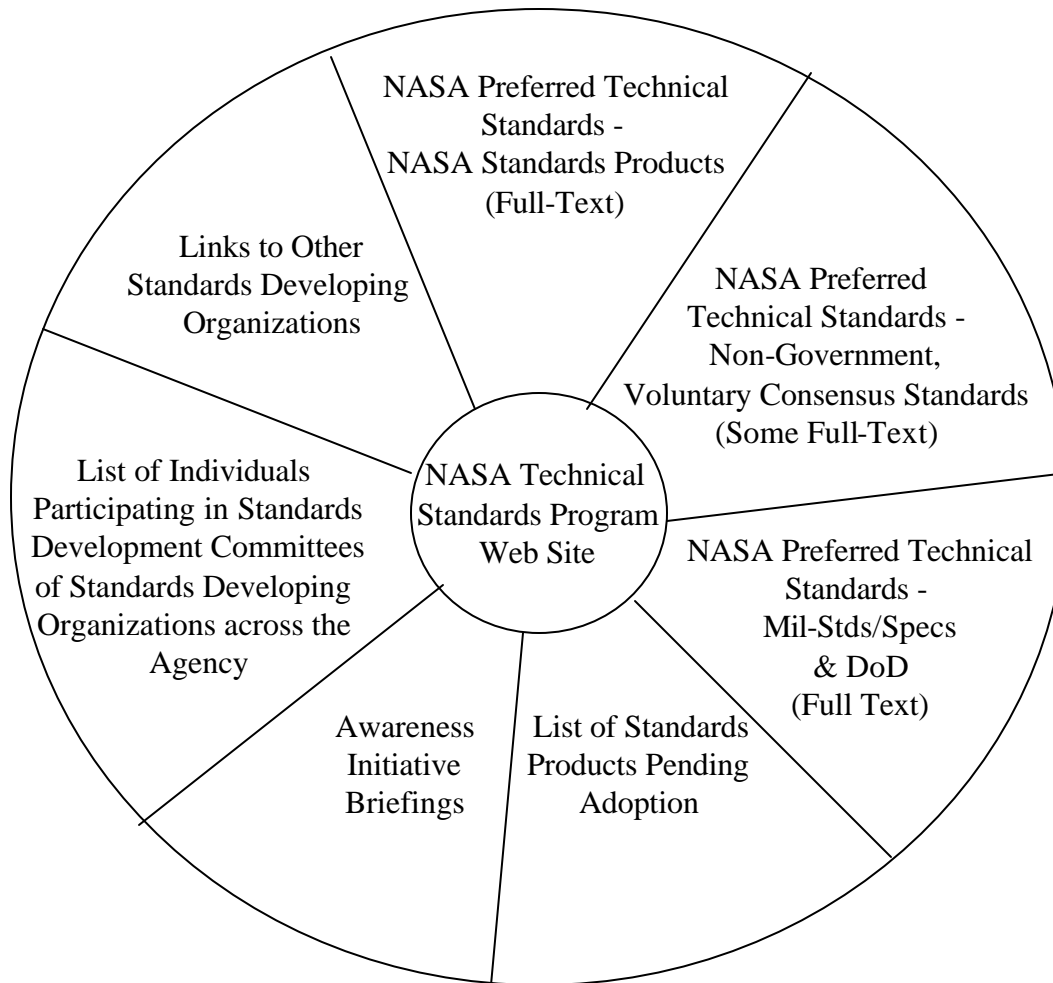 NASA Preferred Technical
Standards -
NASA Standards Products
(Full-Text)
NASA Preferred
Technical Standards -
Non-Government,
Voluntary Consensus Standards
(Some Full-Text)
NASA Preferred Technical
Standards -
Mil-Stds/Specs
& DoD
(Full Text)
List of Standards
Products Pending
Adoption
Awareness
Initiative
Briefings
List of Individuals
Participating in Standards
Development Committees
of Standards Developing
Organizations across the
Agency
Links to Other
Standards Developing
Organizations
NASA Technical
Standards Program
Web Site